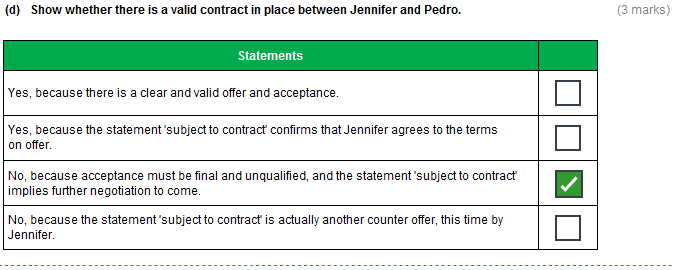 (d) Show whether there is a valid contract in place between Jennifer and Pedro. (3 marks)
Statements
Yes, because there is a clear and valid offer and acceptance.
Yes, because the statement 'subject to contract' confirms that Jennifer agrees to the terms
on offer.
No, because acceptance must be final and unqualified, and the statement 'subject to contract'
implies further negotiation to come.
No, because the statement 'subject to contract' is actually another counter offer, this time by
Jennifer.